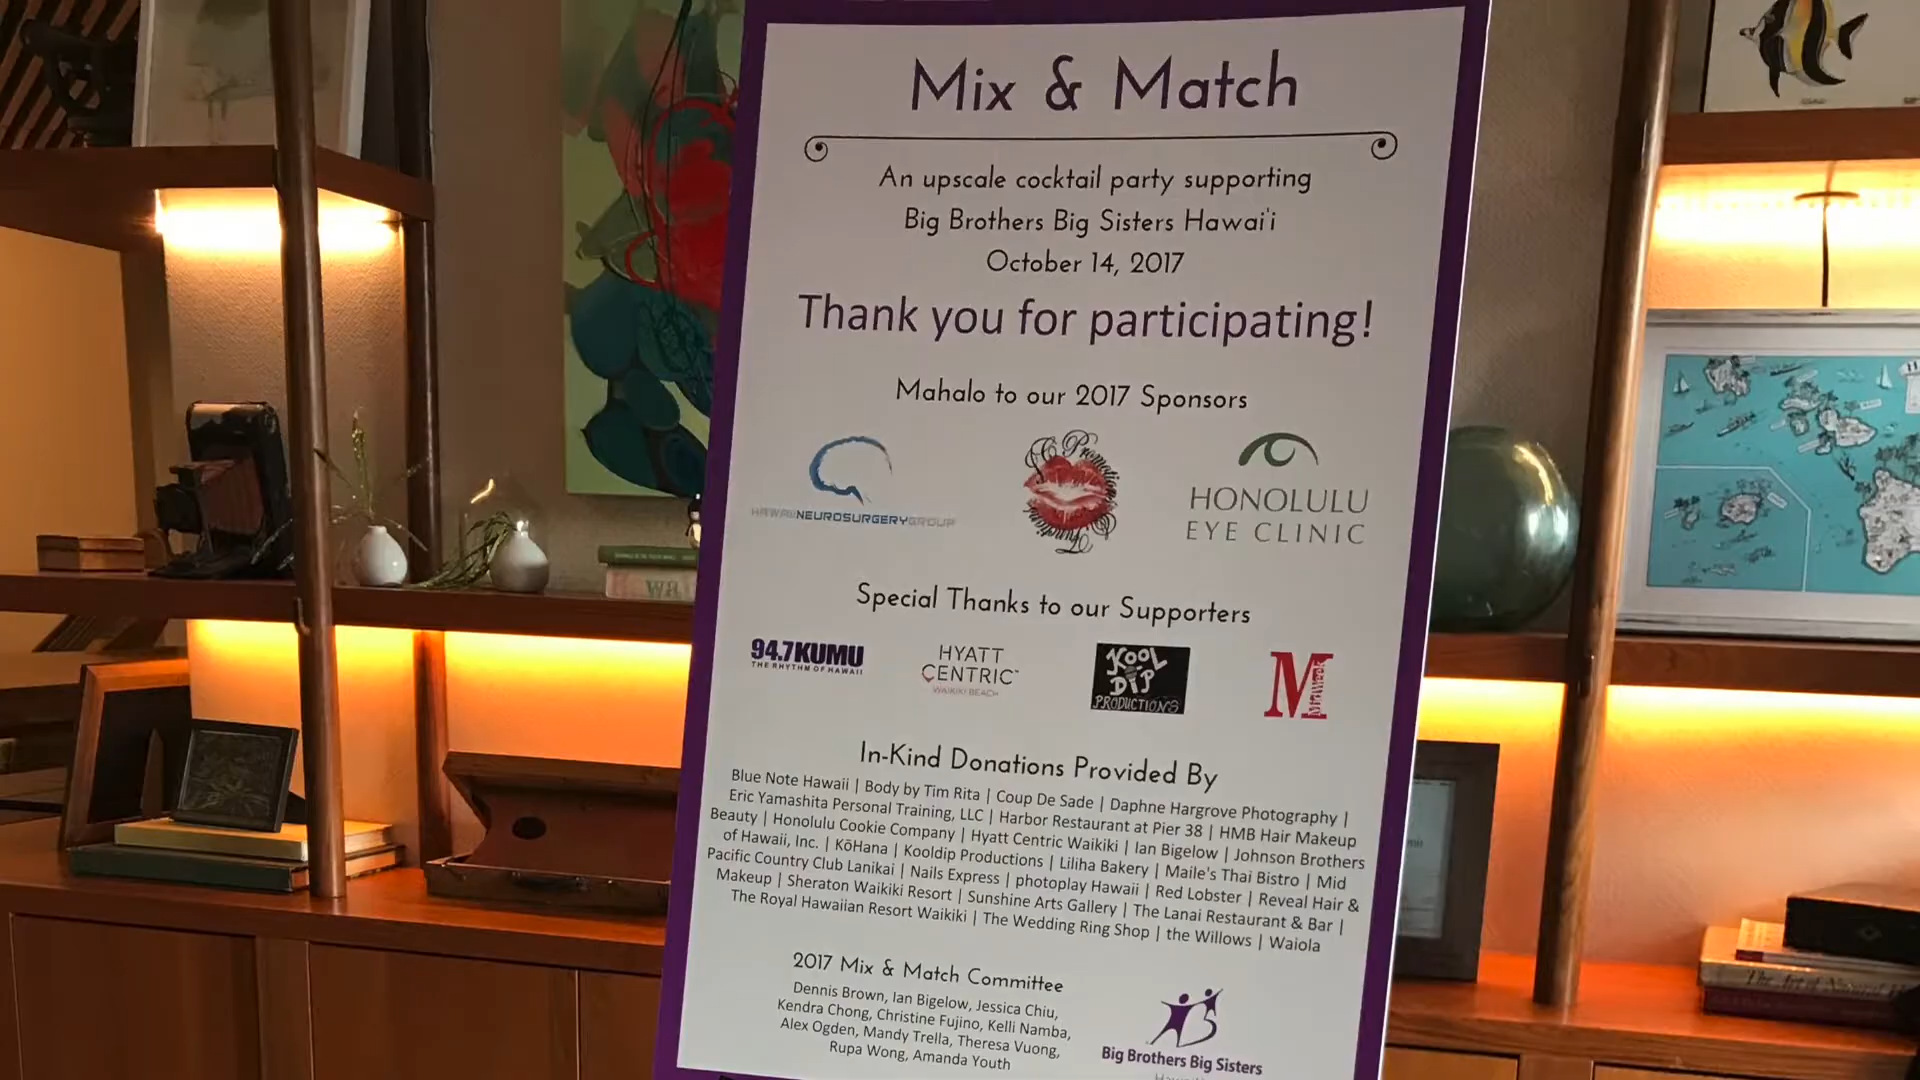 Mix & Match
An upscale cocktail party supporting
Big Brothers Big Sisters Hawai'i
October 14, 2017
Thank you for participating!
Mahalo to our 2017 Sponsors
HAWAIINEUROSURGERYGROUP
JC Promotions
HONOLULU
EYE CLINIC
Special Thanks to our Supporters
94.7KUMU
THE RHYTHM OF HAWAII
HYATT
CENTRIC™
WAIKIKI BEACH
KOOL
DIP
PRODUCTIONS
M
In-Kind Donations Provided By
Blue Note Hawaii | Body by Tim Rita | Coup De Sade | Daphne Hargrove Photography |
Eric Yamashita Personal Training, LLC | Harbor Restaurant at Pier 38 | HMB Hair Makeup
Beauty | Honolulu Cookie Company | Hyatt Centric Waikiki | Ian Bigelow | Johnson Brothers
of Hawaii, Inc. | KōHana | Kooldip Productions | Liliha Bakery | Maile's Thai Bistro | Mid
Pacific Country Club Lanikai | Nails Express | photoplay Hawaii | Red Lobster | Reveal Hair &
Makeup | Sheraton Waikiki Resort | Sunshine Arts Gallery | The Lanai Restaurant & Bar |
The Royal Hawaiian Resort Waikiki | The Wedding Ring Shop | the Willows | Waiola
2017 Mix & Match Committee
Dennis Brown, Ian Bigelow, Jessica Chiu,
Kendra Chong, Christine Fujino, Kelli Namba,
Alex Ogden, Mandy Trella, Theresa Vuong,
Rupa Wong, Amanda Youth
Big Brothers Big Sisters